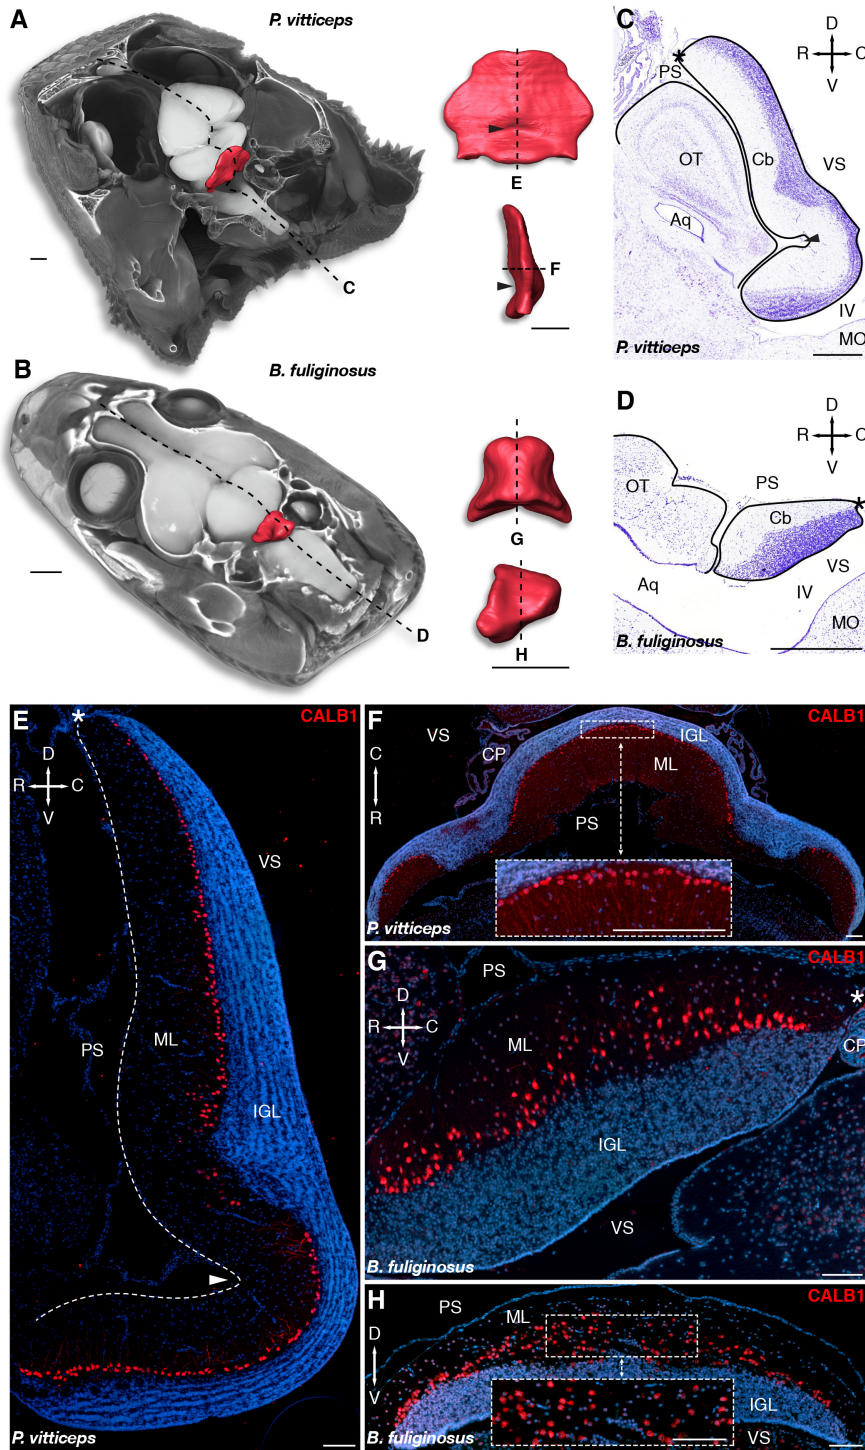 A
P. vitticeps
C
E
F
B
B. fuliginosus
D
G
H
C
D
R
C
V
PS
OT
Cb
VS
Aq
IV
MO
P. vitticeps
D
D
R
C
V
OT
PS
Cb
VS
Aq
IV
MO
B. fuliginosus
E
CALB1
D
R
C
V
VS
PS
ML
IGL
P. vitticeps
F
CALB1
VS
CP
IGL
C
ML
R
PS
P. vitticeps
G
CALB1
PS
D
R
C
V
ML
CP
IGL
VS
B. fuliginosus
H
CALB1
PS
ML
D
V
IGL
B. fuliginosus
VS